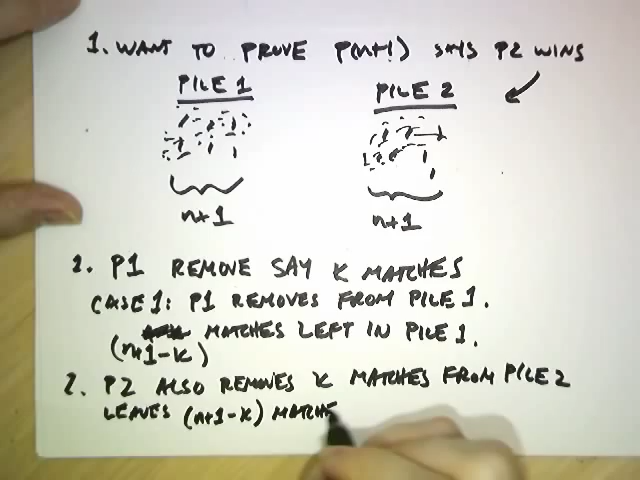 1. WANT TO PROVE P(n+1) SAYS P2 WINS
PILE 1 PILE 2
n+1 n+1
2. P1 REMOVE SAY K MATCHES
CASE 1: P1 REMOVES FROM PILE 1.
MATCHES LEFT IN PILE 1.
(n+1-K)
2. P2 ALSO REMOVES K MATCHES FROM PILE 2
LEAVES (n+1-K) MATCHE